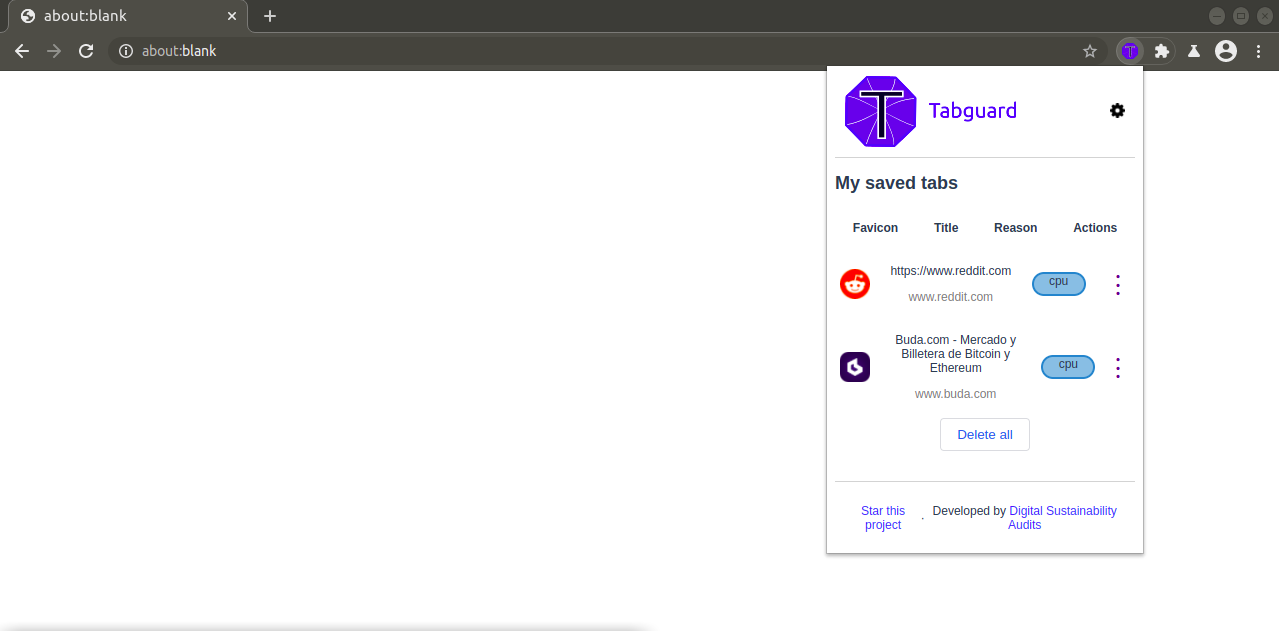 about:blank
about:blank
T
T
Tabguard
My saved tabs
Favicon Title Reason Actions
https://www.reddit.com
cpu
www.reddit.com
Buda.com - Mercado y
Billetera de Bitcoin y
Ethereum
cpu
www.buda.com
Delete all
Star this
project
· Developed by Digital Sustainability
Audits